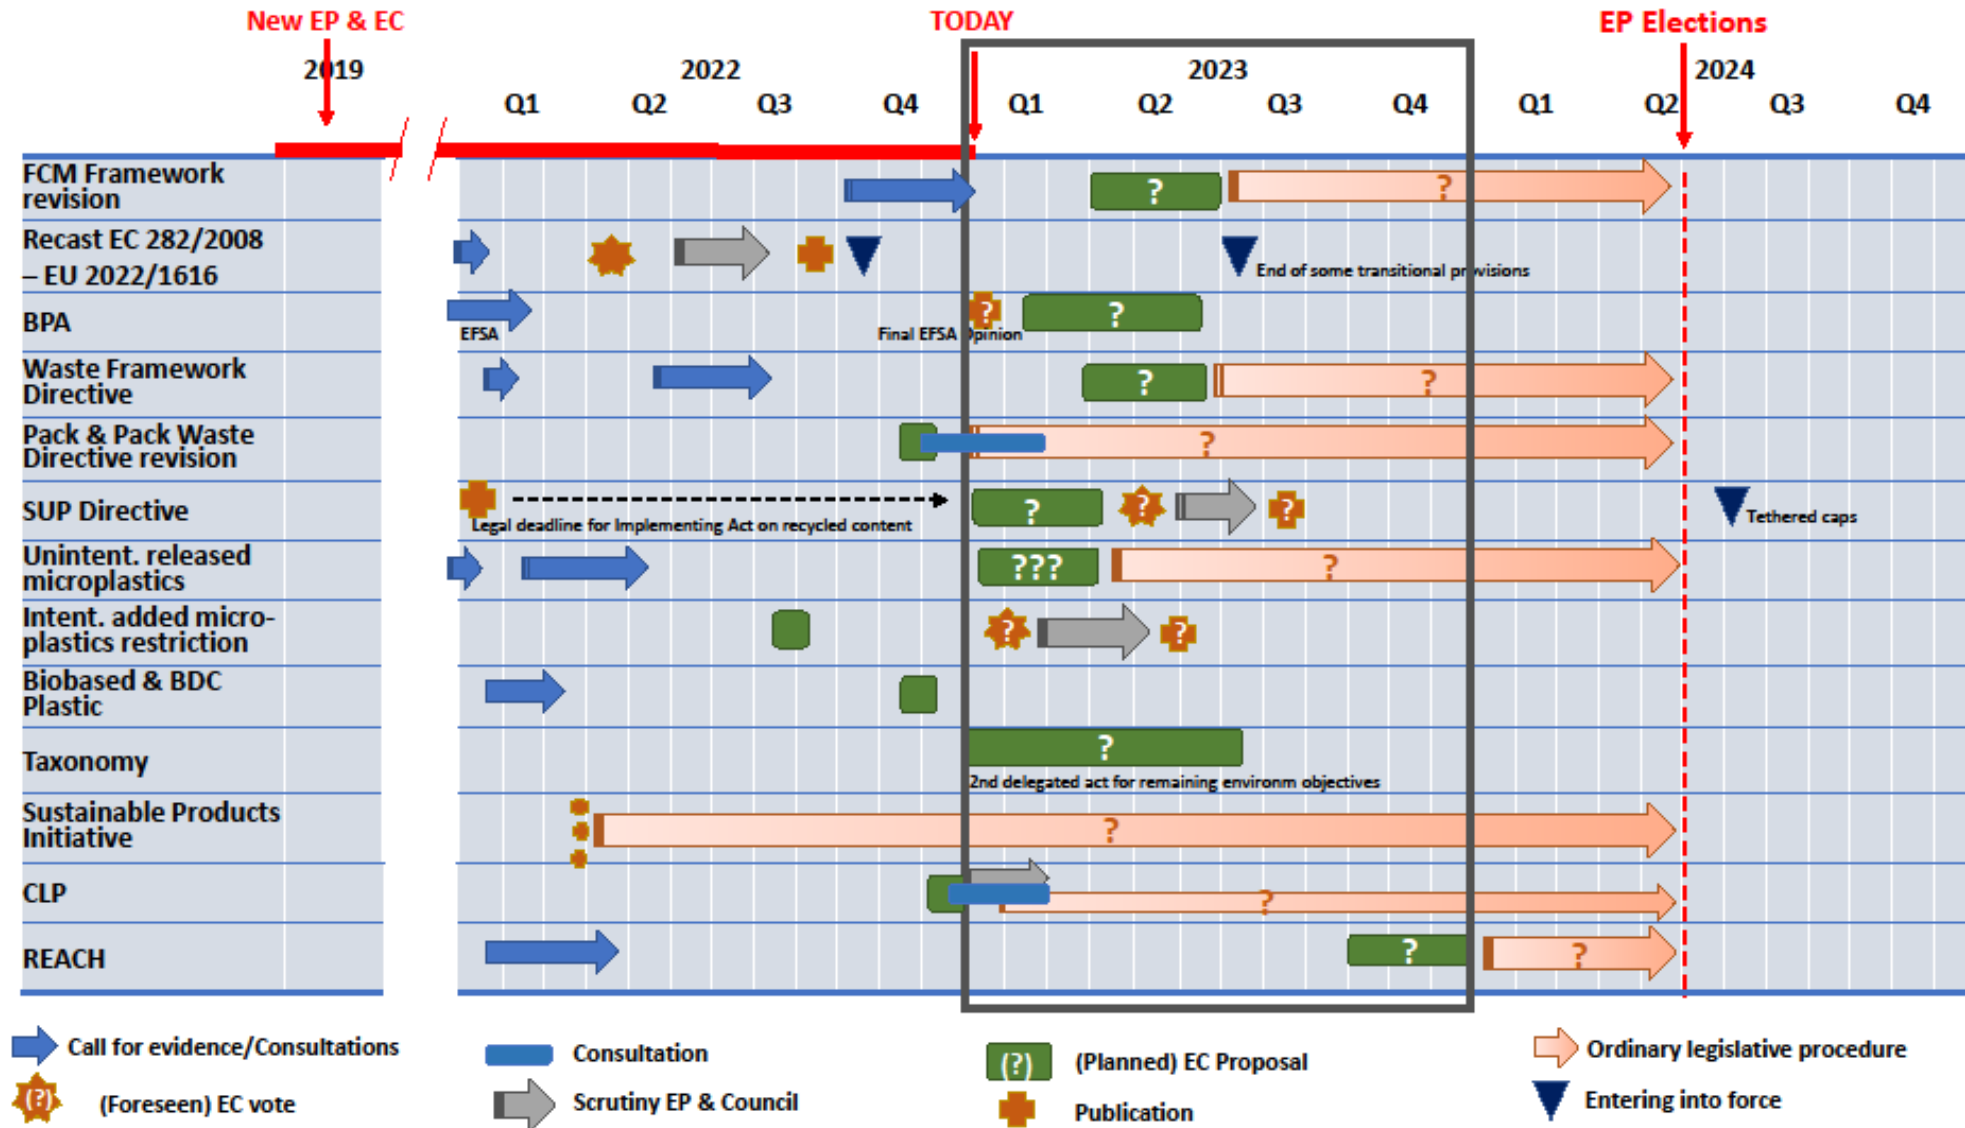 New EP & EC
TODAY
EP Elections
2019
2022
2023
2024
Q1
Q2
Q3
Q4
Q1
Q2
Q3
Q4
Q1
Q2
Q3
Q4
FCM Framework
revision
?
?
Recast EC 282/2008
– EU 2022/1616
End of some transitional provisions
BPA
EFSA
Final EFSA Opinion
?
?
Waste Framework
Directive
?
?
Pack & Pack Waste
Directive revision
?
SUP Directive
Legal deadline for Implementing Act on recycled content
?
?
?
Tethered caps
Unintent. released
microplastics
???
?
Intent. added micro-
plastics restriction
?
?
Biobased & BDC
Plastic
Taxonomy
?
2nd delegated act for remaining environm objectives
Sustainable Products
Initiative
?
CLP
?
REACH
?
?
Call for evidence/Consultations
Consultation
(?)
(Planned) EC Proposal
Ordinary legislative procedure
(?)
(Foreseen) EC vote
Scrutiny EP & Council
Publication
Entering into force